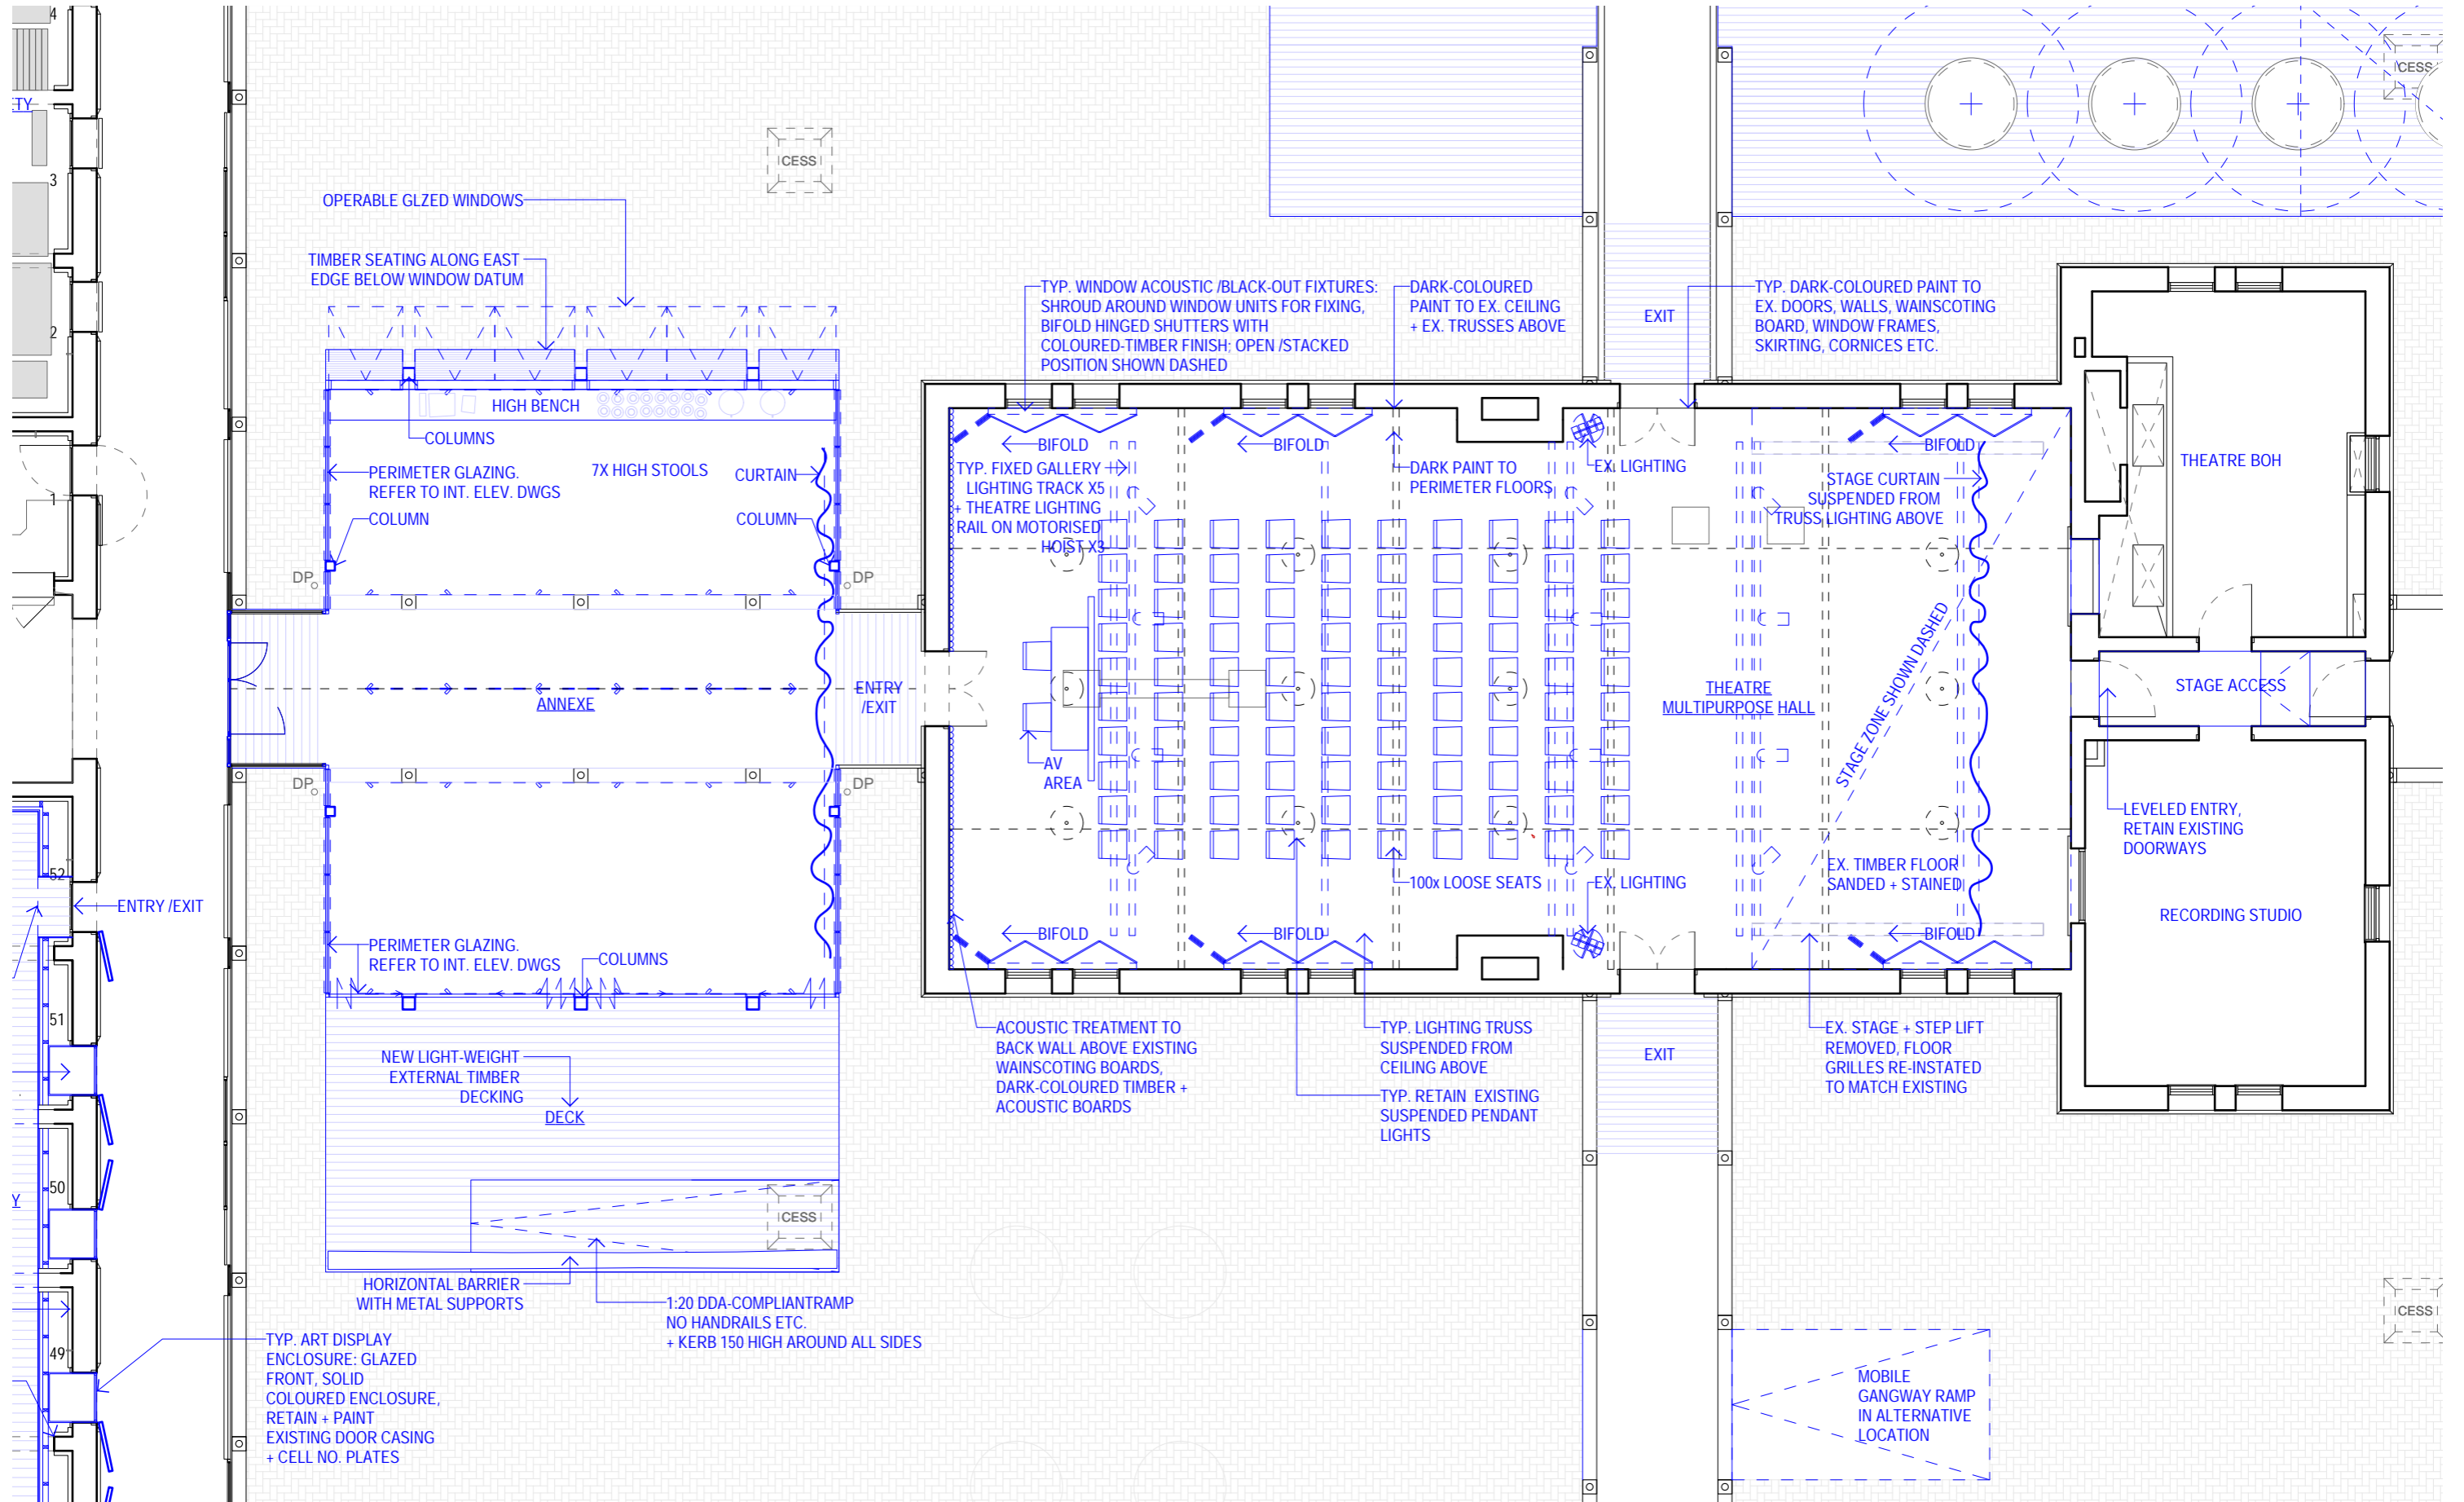 4
ETY
3
2
1
52
51
50
49
Y
CESS
CESS
OPERABLE GLZED WINDOWS
TIMBER SEATING ALONG EAST
EDGE BELOW WINDOW DATUM
HIGH BENCH
COLUMNS
PERIMETER GLAZING.
REFER TO INT. ELEV. DWGS
7X HIGH STOOLS
CURTAIN
COLUMN
COLUMN
DP
DP
ANNEXE
ENTRY
/EXIT
DP
DP
ENTRY /EXIT
PERIMETER GLAZING.
REFER TO INT. ELEV. DWGS
COLUMNS
NEW LIGHT-WEIGHT
EXTERNAL TIMBER
DECKING
DECK
CESS
HORIZONTAL BARRIER
WITH METAL SUPPORTS
1:20 DDA-COMPLIANTRAMP
NO HANDRAILS ETC.
+ KERB 150 HIGH AROUND ALL SIDES
TYP. ART DISPLAY
ENCLOSURE: GLAZED
FRONT, SOLID
COLOURED ENCLOSURE,
RETAIN + PAINT
EXISTING DOOR CASING
+ CELL NO. PLATES
TYP. WINDOW ACOUSTIC /BLACK-OUT FIXTURES:
SHROUD AROUND WINDOW UNITS FOR FIXING,
BIFOLD HINGED SHUTTERS WITH
COLOURED-TIMBER FINISH; OPEN /STACKED
POSITION SHOWN DASHED
DARK-COLOURED
PAINT TO EX. CEILING
+ EX. TRUSSES ABOVE
EXIT
TYP. DARK-COLOURED PAINT TO
EX. DOORS, WALLS, WAINSCOTING
BOARD, WINDOW FRAMES,
SKIRTING, CORNICES ETC.
BIFOLD
BIFOLD
BIFOLD
TYP. FIXED GALLERY
LIGHTING TRACK X5
+ THEATRE LIGHTING
RAIL ON MOTORISED
HOIST X3
DARK PAINT TO
PERIMETER FLOORS
EX. LIGHTING
STAGE CURTAIN
SUSPENDED FROM
TRUSS LIGHTING ABOVE
THEATRE BOH
STAGE ZONE SHOWN DASHED
THEATRE
MULTIPURPOSE HALL
STAGE ACCESS
AV
AREA
100x LOOSE SEATS
EX. LIGHTING
EX. TIMBER FLOOR
SANDED + STAINED
LEVELED ENTRY,
RETAIN EXISTING
DOORWAYS
RECORDING STUDIO
BIFOLD
BIFOLD
BIFOLD
ACOUSTIC TREATMENT TO
BACK WALL ABOVE EXISTING
WAINSCOTING BOARDS,
DARK-COLOURED TIMBER +
ACOUSTIC BOARDS
TYP. LIGHTING TRUSS
SUSPENDED FROM
CEILING ABOVE
TYP. RETAIN EXISTING
SUSPENDED PENDANT
LIGHTS
EXIT
EX. STAGE + STEP LIFT
REMOVED, FLOOR
GRILLES RE-INSTATED
TO MATCH EXISTING
CESS
MOBILE
GANGWAY RAMP
IN ALTERNATIVE
LOCATION